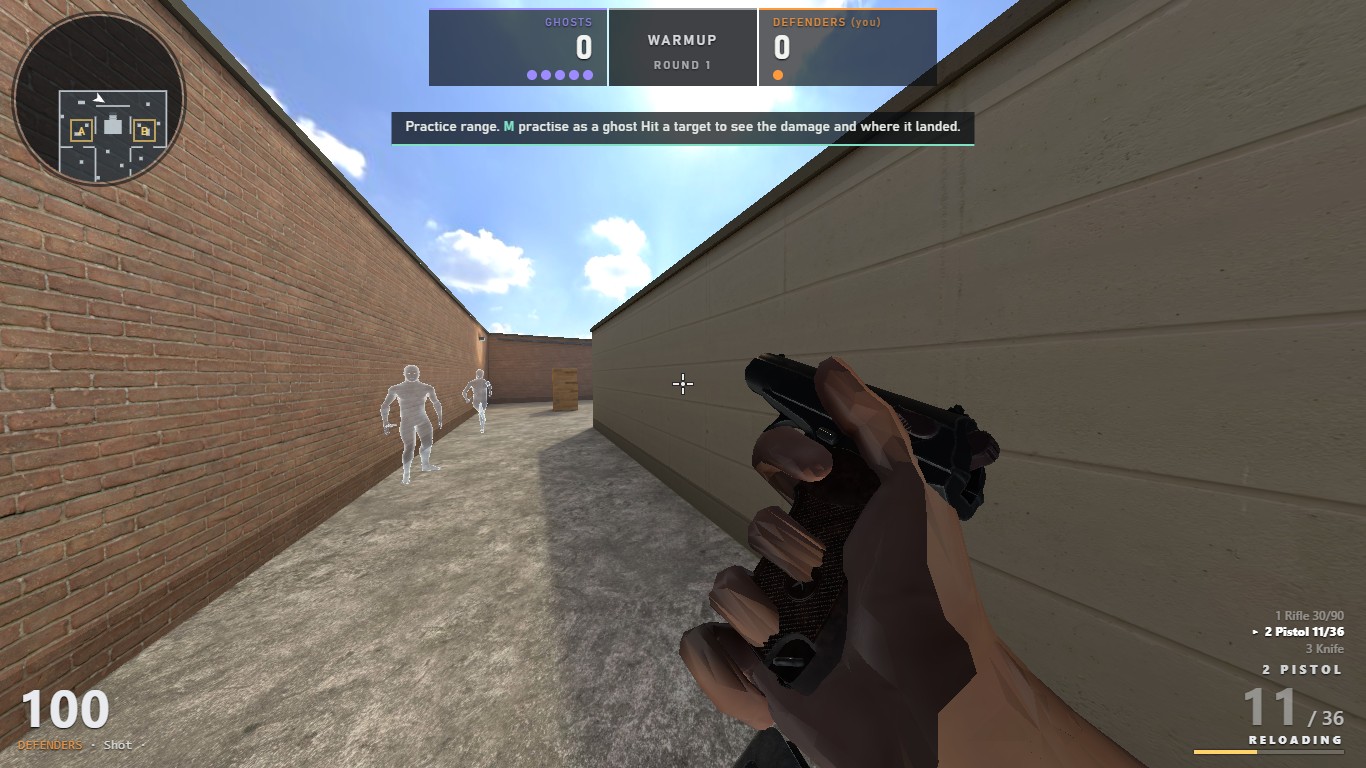 GHOSTS
0
WARMUP
ROUND 1
DEFENDERS (you)
0
Practice range. M practise as a ghost Hit a target to see the damage and where it landed.
A
B
1 Rifle 30/90
▸ 2 Pistol 11/36
3 Knife
2 PISTOL
11 / 36
RELOADING
100
DEFENDERS · Shot ·